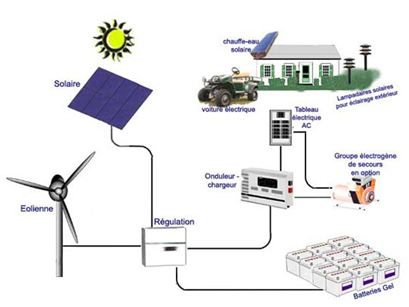 chauffe-eau
solaire
Solaire
voiture électrique
Lampadaires solaires
pour éclairage extérieur
Tableau
électrique
AC
Onduleur -
chargeur
Groupe électrogène
de secours
en option
Eolienne
Régulation
Batteries Gel